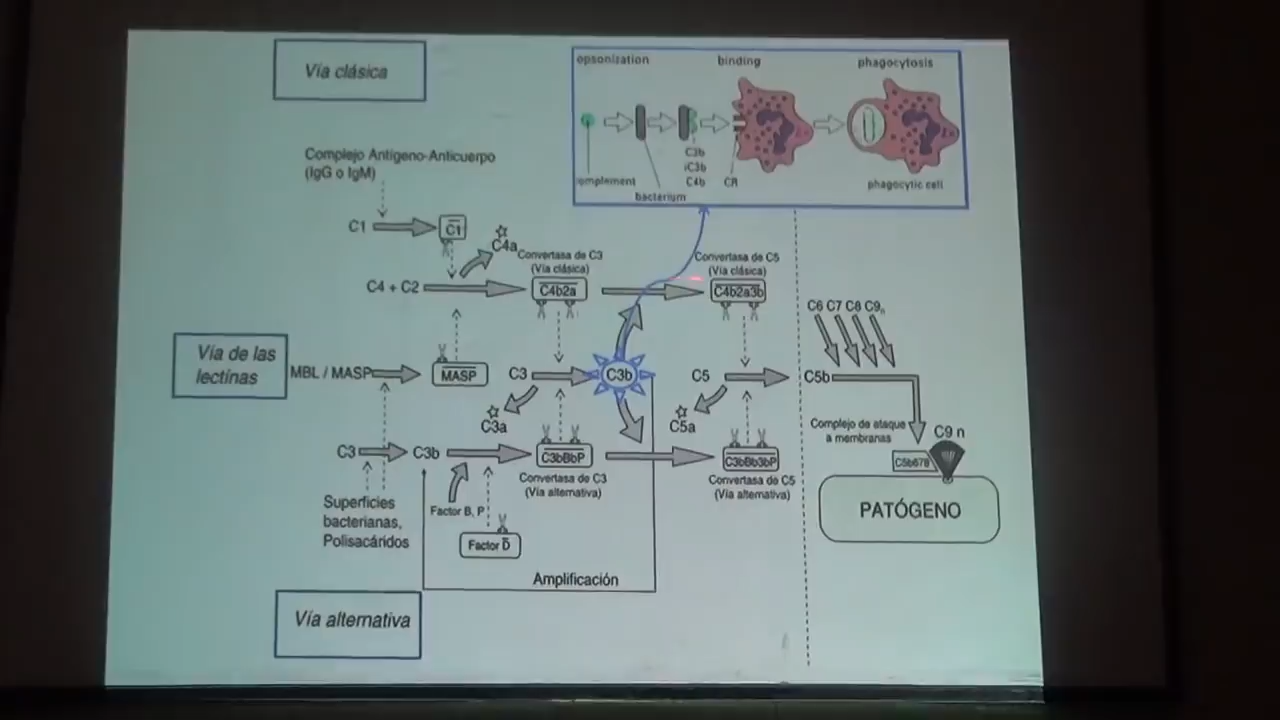 Vía clásica
opsonization
binding
phagocytosis
C3b
iC3b
C4b
CR
complement
bacterium
phagocytic cell
Complejo Antígeno-Anticuerpo
(IgG o IgM)
C1
C1
C4a
C4 + C2
Convertasa de C3
(Vía clásica)
C4b2a
Convertasa de C5
(Vía clásica)
C4b2a3b
C6 C7 C8 C9n
Vía de las
lectinas
MBL / MASP
MASP
C3
C3b
C3a
C5
C5a
C5b
Complejo de ataque
a membranas
C9 n
C5b678
PATÓGENO
C3
C3b
C3bBbP
Convertasa de C3
(Vía alternativa)
C3bBb3bP
Convertasa de C5
(Vía alternativa)
Superficies
bacterianas,
Polisacáridos
Factor B, P
Factor D
Amplificación
Vía alternativa